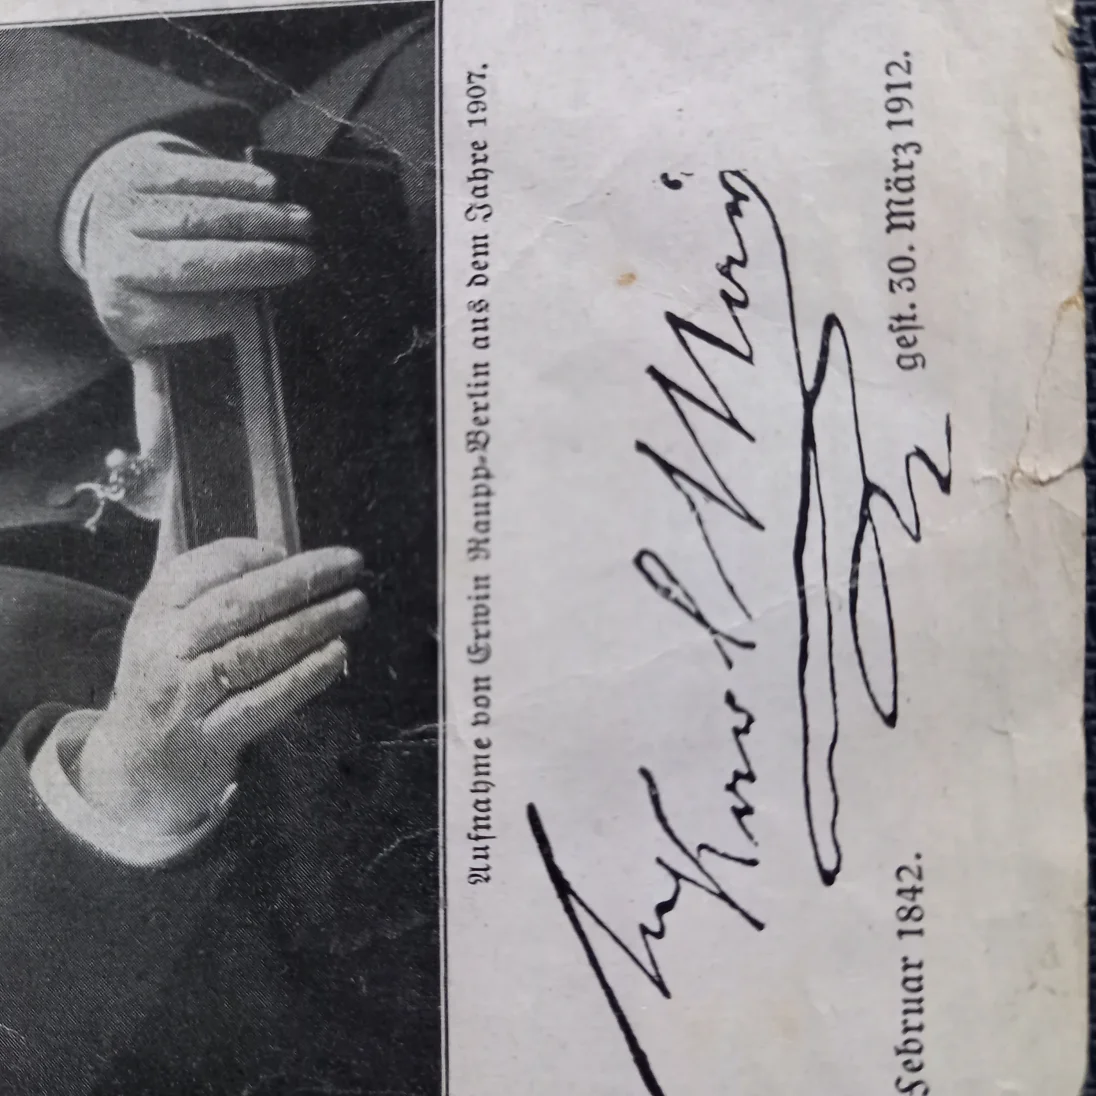 Aufnahme von Erwin Raupp-Berlin aus dem Jahre 1907.
Februar 1842. gest. 30. März 1912.